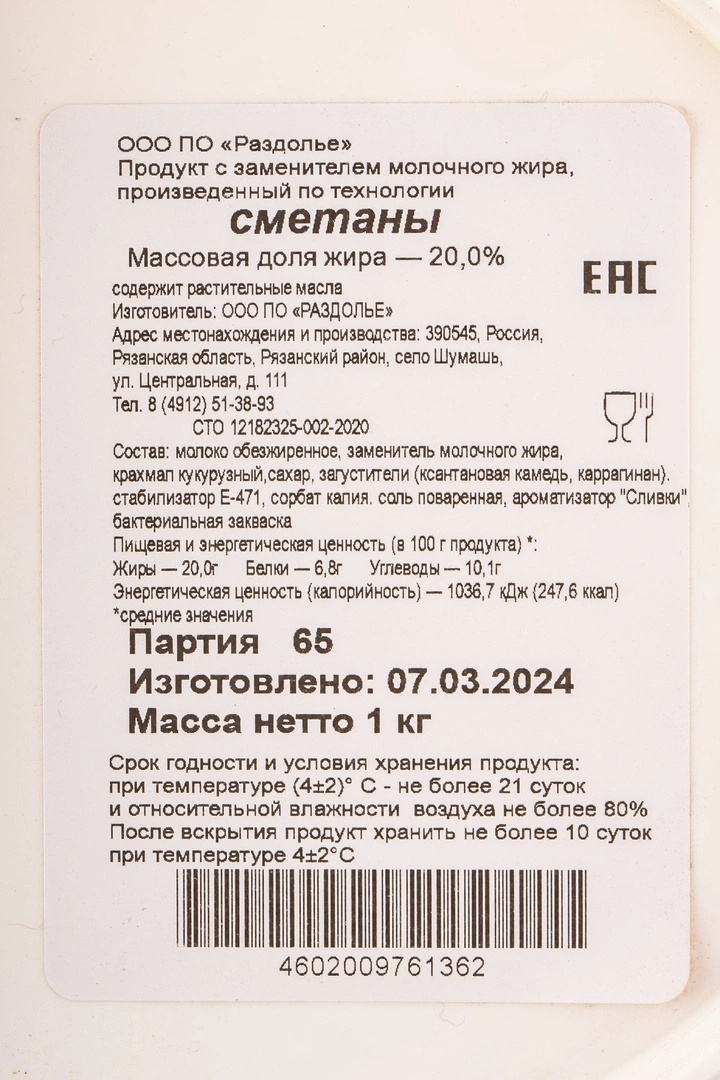 ООО ПО «Раздолье»
Продукт с заменителем молочного жира,
произведенный по технологии
сметаны
Массовая доля жира — 20,0%
ЕАС
содержит растительные масла
Изготовитель: ООО ПО «РАЗДОЛЬЕ»
Адрес местонахождения и производства: 390545, Россия,
Рязанская область, Рязанский район, село Шумашь,
ул. Центральная, д. 111
Тел. 8 (4912) 51-38-93
СТО 12182325-002-2020
Состав: молоко обезжиренное, заменитель молочного жира,
крахмал кукурузный,сахар, загустители (ксантановая камедь, каррагинан).
стабилизатор Е-471, сорбат калия. соль поваренная, ароматизатор "Сливки",
бактериальная закваска
Пищевая и энергетическая ценность (в 100 г продукта) *:
Жиры — 20,0г Белки — 6,8г Углеводы — 10,1г
Энергетическая ценность (калорийность) — 1036,7 кДж (247,6 ккал)
*средние значения
Партия 65
Изготовлено: 07.03.2024
Масса нетто 1 кг
Срок годности и условия хранения продукта:
при температуре (4±2)° С - не более 21 суток
и относительной влажности воздуха не более 80%
После вскрытия продукт хранить не более 10 суток
при температуре 4±2°С
4602009761362